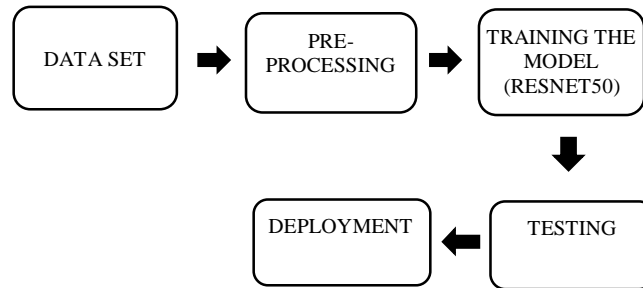 DATA SET
PRE-
PROCESSING
TRAINING THE
MODEL
(RESNET50)
TESTING
DEPLOYMENT